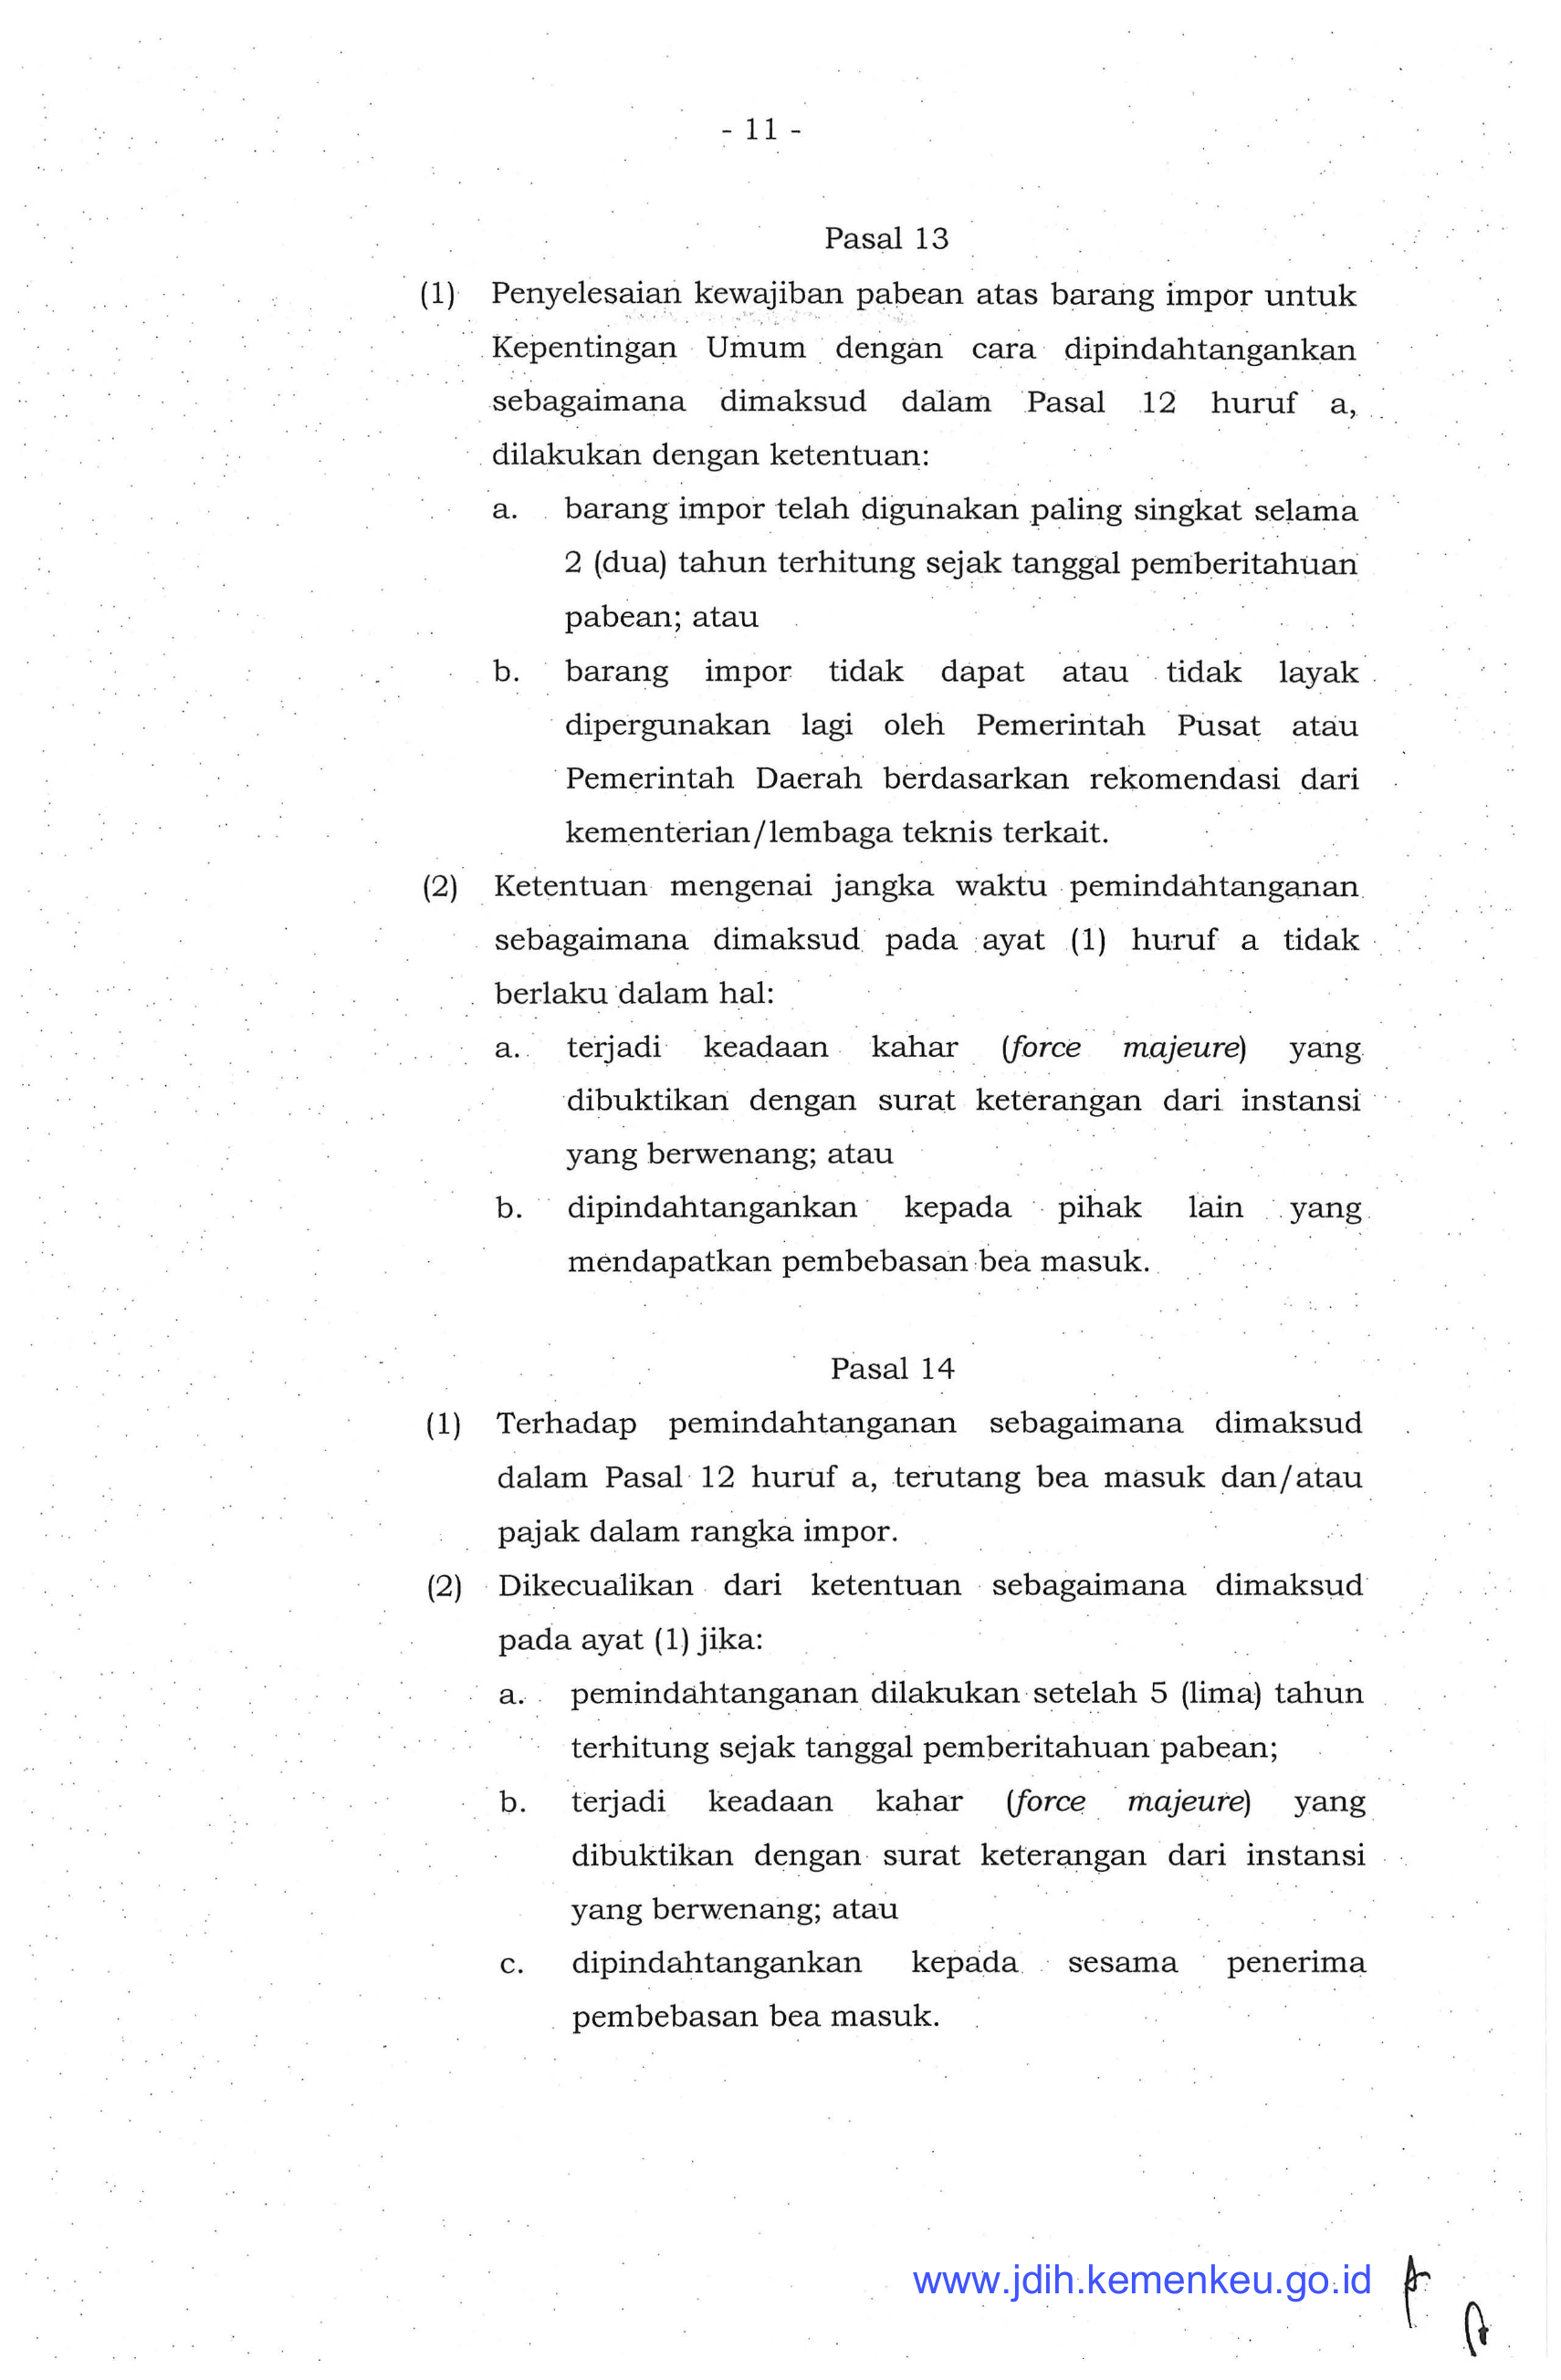 - 11 -
Pasal 13
(1) Penyelesaian kewajiban pabean atas barang impor untuk
Kepentingan Umum dengan cara dipindahtangankan
sebagaimana dimaksud dalam Pasal 12 huruf a,
dilakukan dengan ketentuan:
a. barang impor telah digunakan paling singkat selama
2 (dua) tahun terhitung sejak tanggal pemberitahuan
pabean; atau
b. barang impor tidak dapat atau tidak layak
dipergunakan lagi oleh Pemerintah Pusat atau
Pemerintah Daerah berdasarkan rekomendasi dari
kementerian/lembaga teknis terkait.
(2) Ketentuan mengenai jangka waktu pemindahtanganan
sebagaimana dimaksud pada ayat (1) huruf a tidak
berlaku dalam hal:
a. terjadi keadaan kahar (force majeure) yang
dibuktikan dengan surat keterangan dari instansi
yang berwenang; atau
b. dipindahtangankan kepada pihak lain yang
mendapatkan pembebasan bea masuk.
Pasal 14
(1) Terhadap pemindahtanganan sebagaimana dimaksud
dalam Pasal 12 huruf a, terutang bea masuk dan/atau
pajak dalam rangka impor.
(2) Dikecualikan dari ketentuan sebagaimana dimaksud
pada ayat (1) jika:
a. pemindahtanganan dilakukan setelah 5 (lima) tahun
terhitung sejak tanggal pemberitahuan pabean;
b. terjadi keadaan kahar (force majeure) yang
dibuktikan dengan surat keterangan dari instansi
yang berwenang; atau
c. dipindahtangankan kepada sesama penerima
pembebasan bea masuk.
www.jdih.kemenkeu.go.id